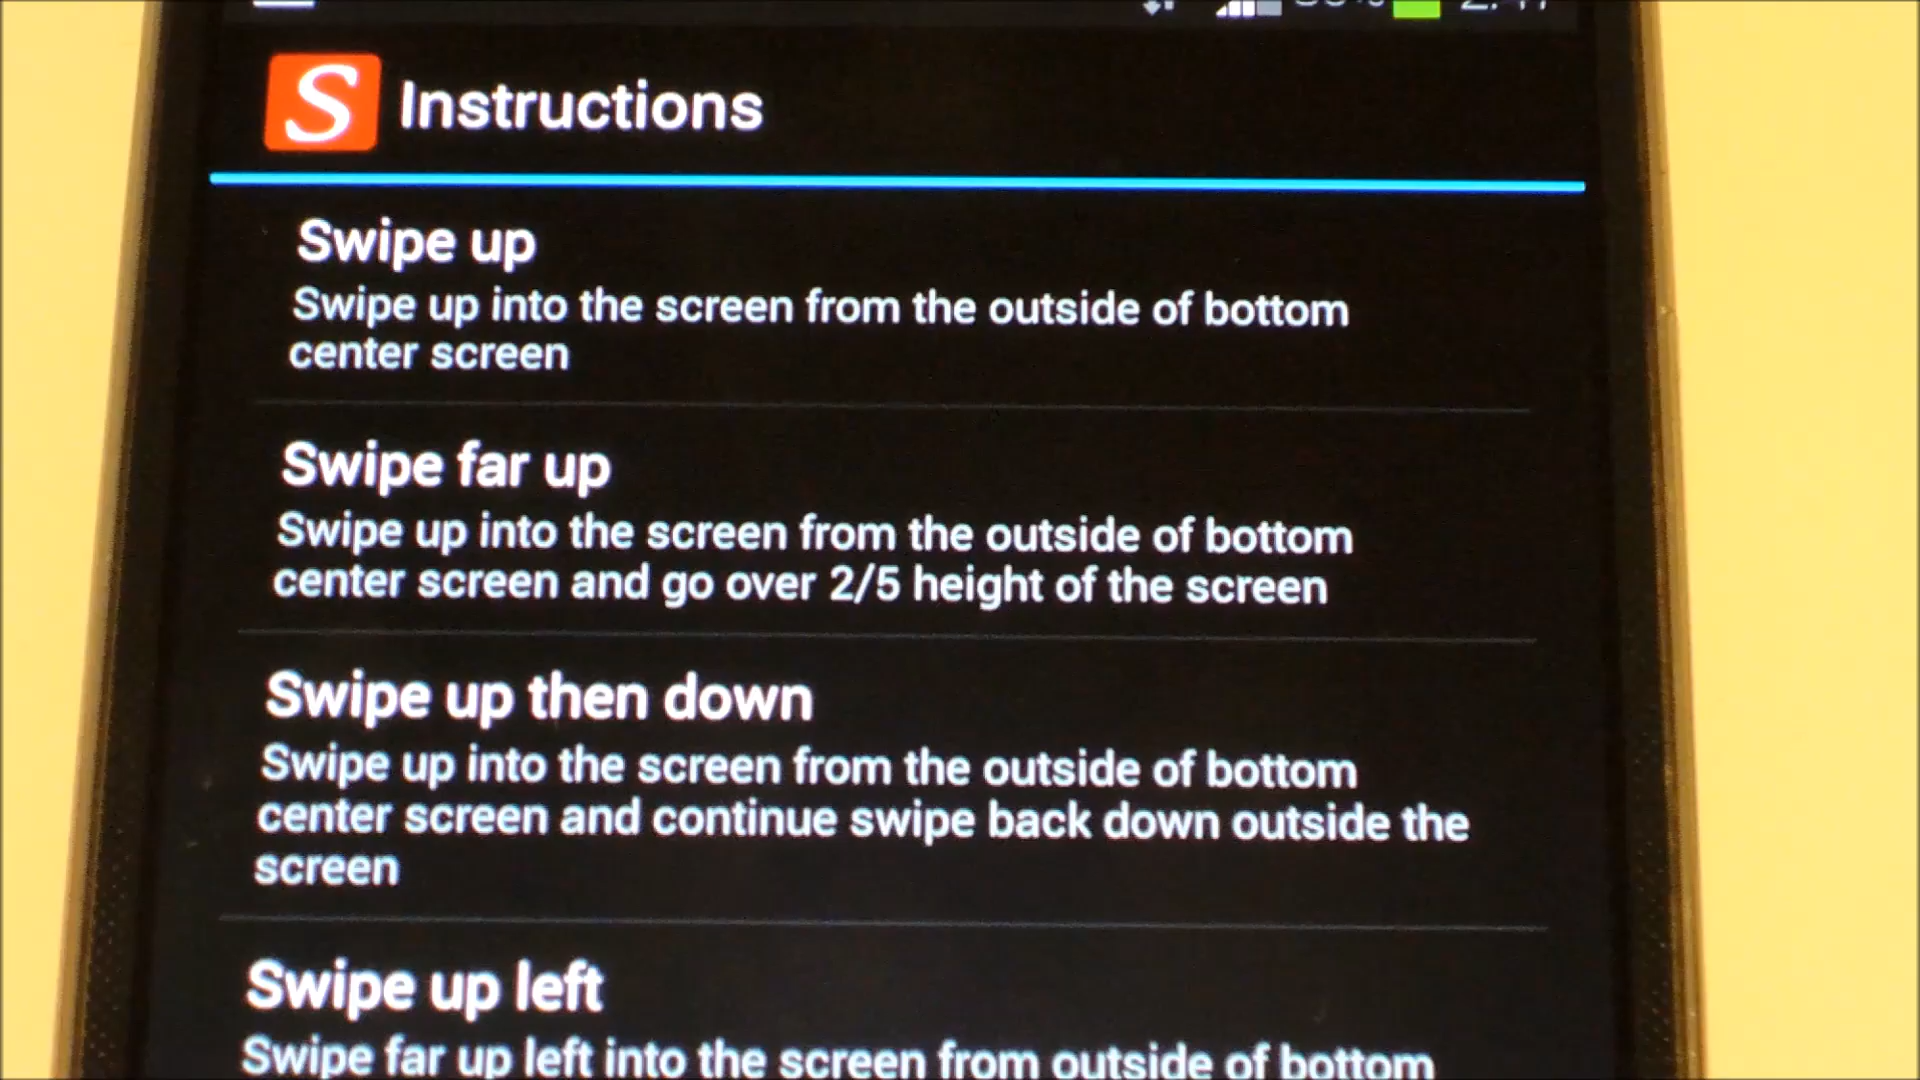 S Instructions
Swipe up
Swipe up into the screen from the outside of bottom
center screen
Swipe far up
Swipe up into the screen from the outside of bottom
center screen and go over 2/5 height of the screen
Swipe up then down
Swipe up into the screen from the outside of bottom
center screen and continue swipe back down outside the
screen
Swipe up left
Swipe far up left into the screen from outside of bottom